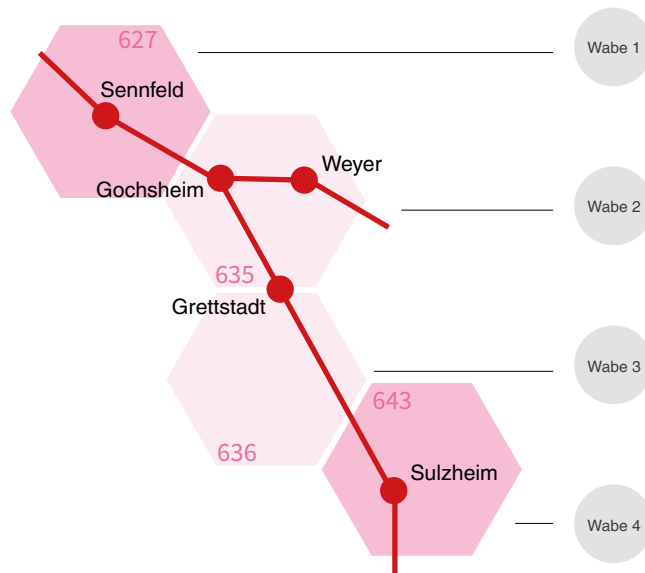 627
Wabe 1
Sennfeld
Weyer
Gochsheim
Wabe 2
635
Grettstadt
Wabe 3
643
636
Sulzheim
Wabe 4